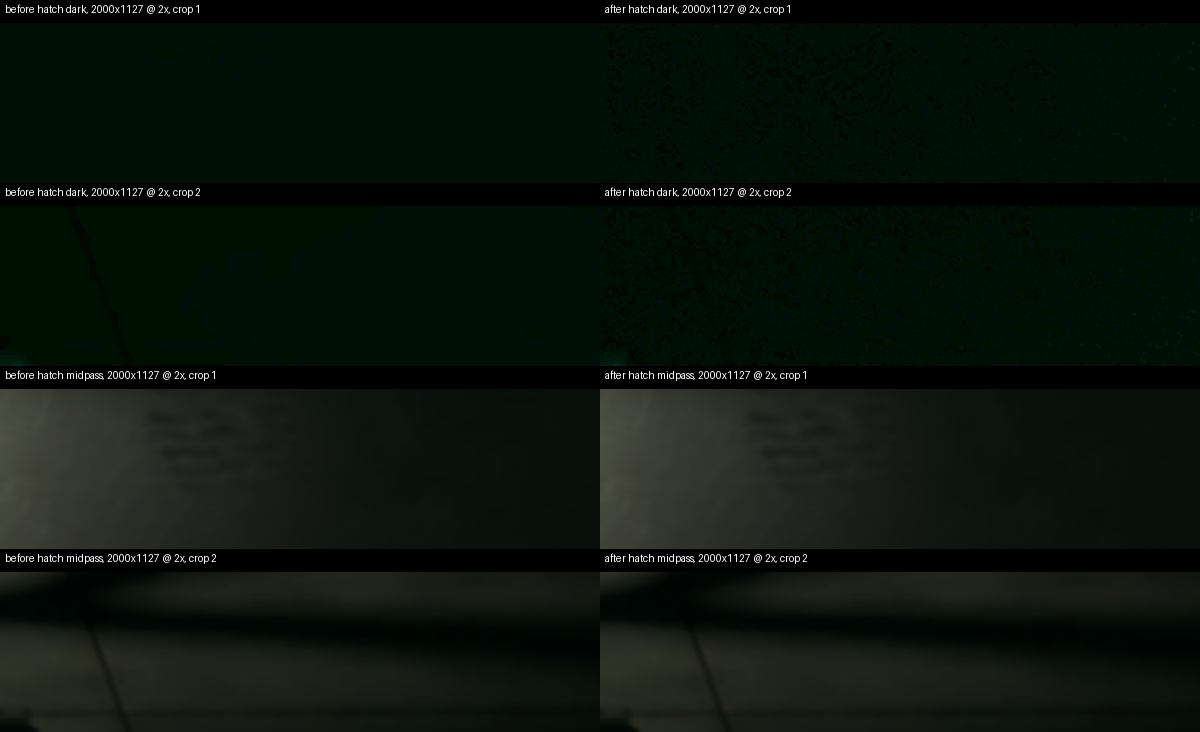 before hatch dark, 2000x1127 @ 2x, crop 1
after hatch dark, 2000x1127 @ 2x, crop 1
before hatch dark, 2000x1127 @ 2x, crop 2
after hatch dark, 2000x1127 @ 2x, crop 2
before hatch midpass, 2000x1127 @ 2x, crop 1
after hatch midpass, 2000x1127 @ 2x, crop 1
before hatch midpass, 2000x1127 @ 2x, crop 2
after hatch midpass, 2000x1127 @ 2x, crop 2